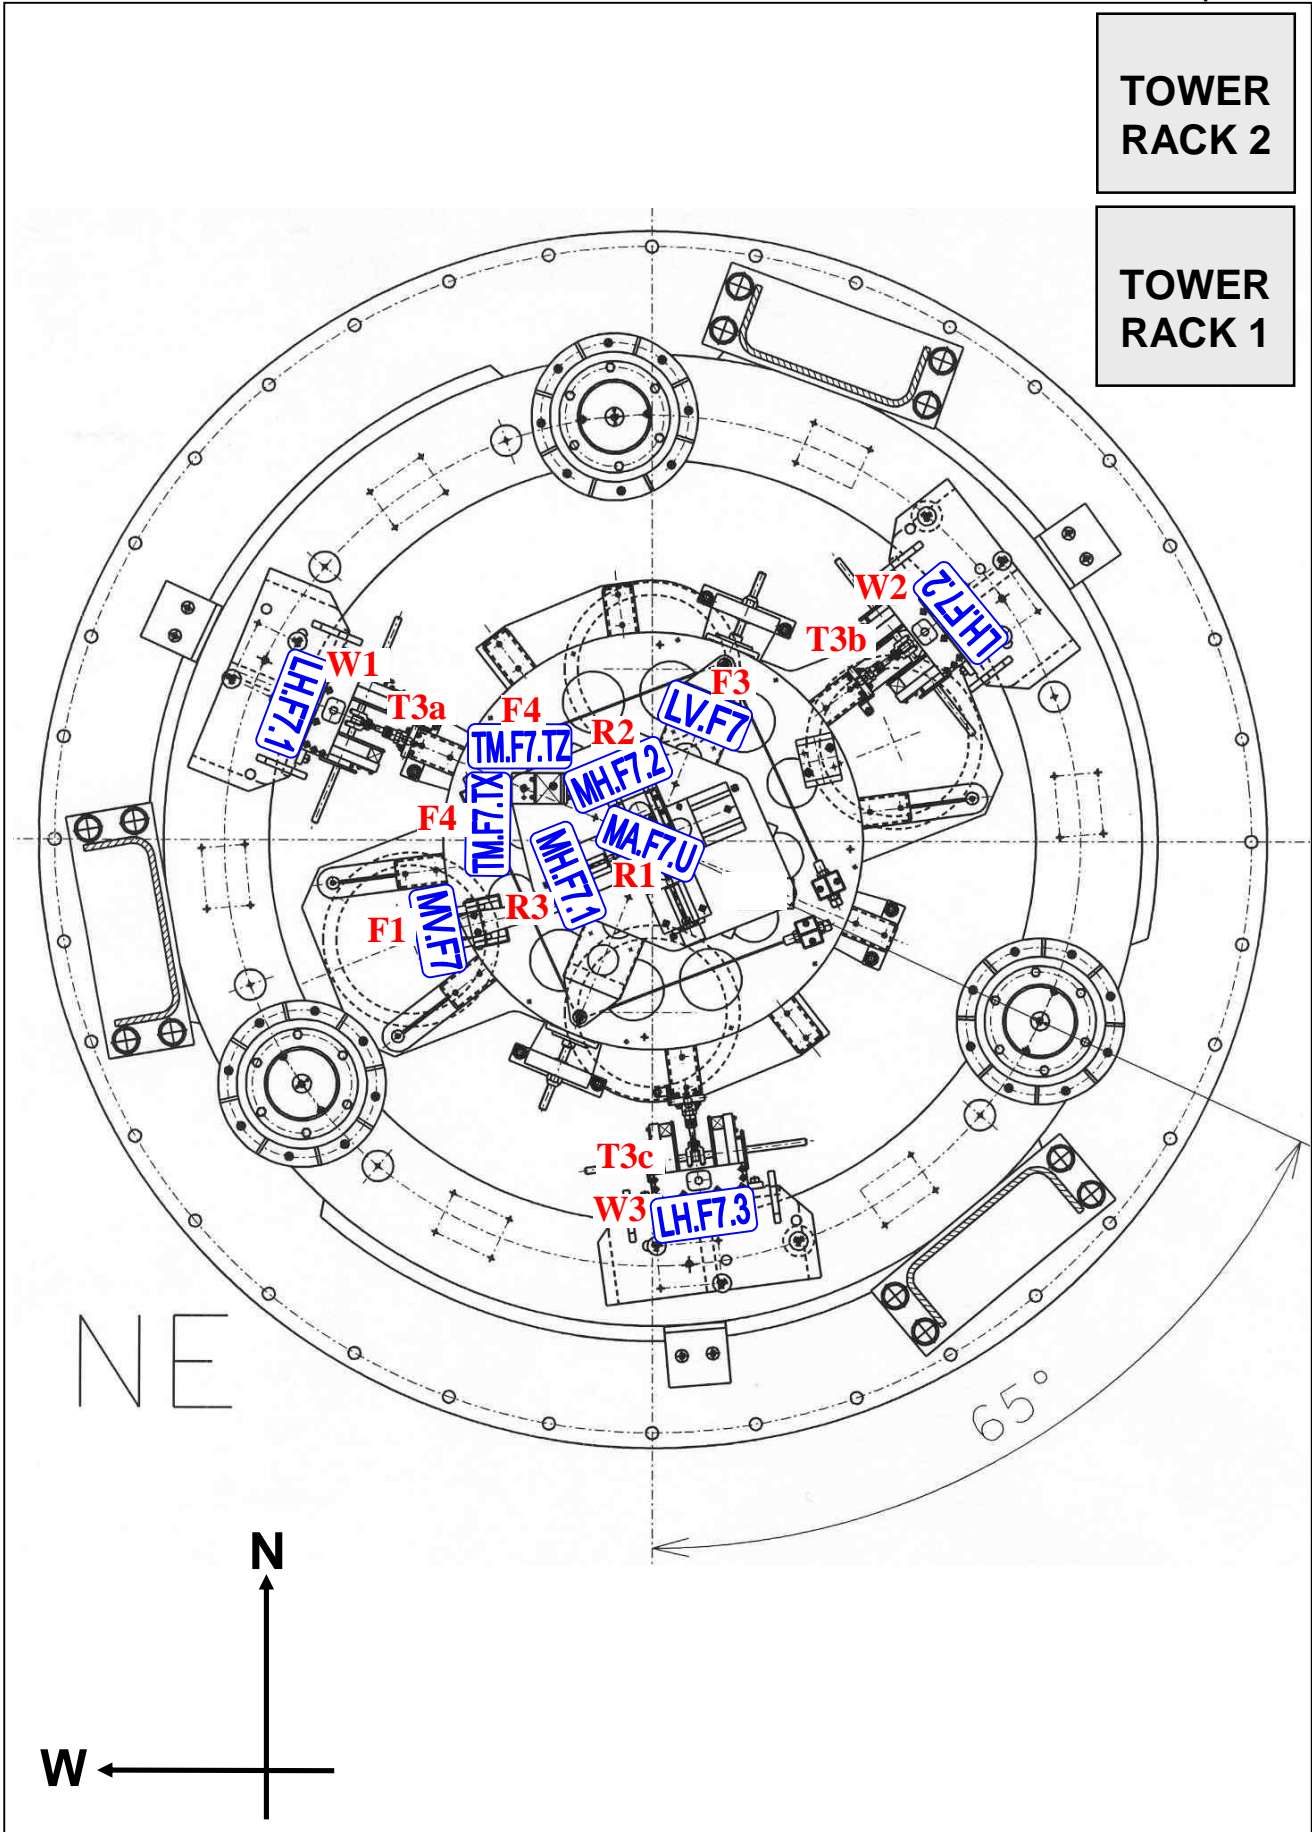 TOWER
RACK 2
TOWER
RACK 1
W2
LH.F7.2
T3b
W1
LH.F7.1
T3a
F3
LV.F7
F4
TM.F7.TZ
R2
MH.F7.2
F4
TM.F7.TX
MA.F7.U
R1
MH.F7.1
R3
F1
MV.F7
T3c
W3
LH.F7.3
NE
65°
N
W